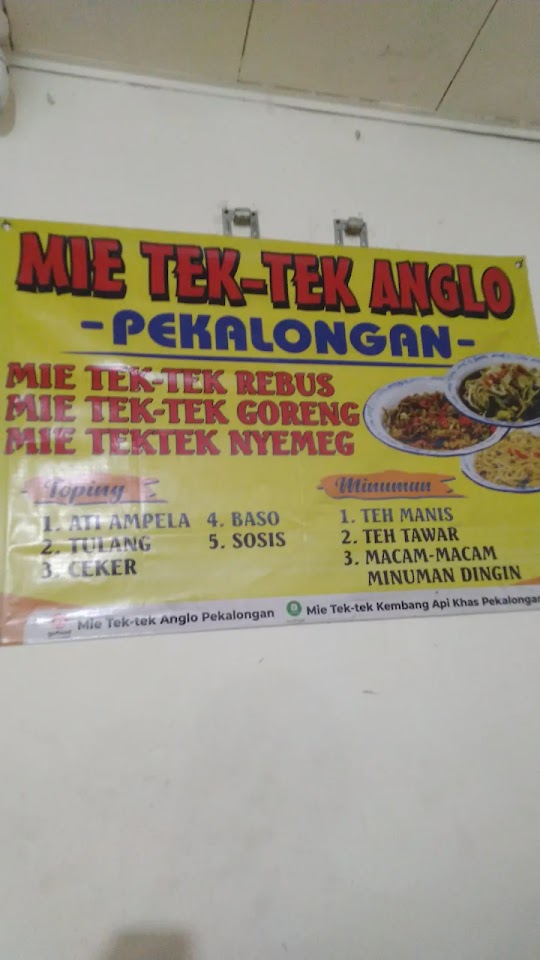 MIE TEK-TEK ANGLO
-PEKALONGAN-
MIE TEK-TEK REBUS
MIE TEK-TEK GORENG
MIE TEKTEK NYEMEG
Toping
1. ATI AMPELA
2. TULANG
3. CEKER
4. BASO
5. SOSIS
Minuman
1. TEH MANIS
2. TEH TAWAR
3. MACAM-MACAM
MINUMAN DINGIN
gofood
Mie Tek-tek Anglo Pekalongan
Mie Tek-tek Kembang Api Khas Pekalongan